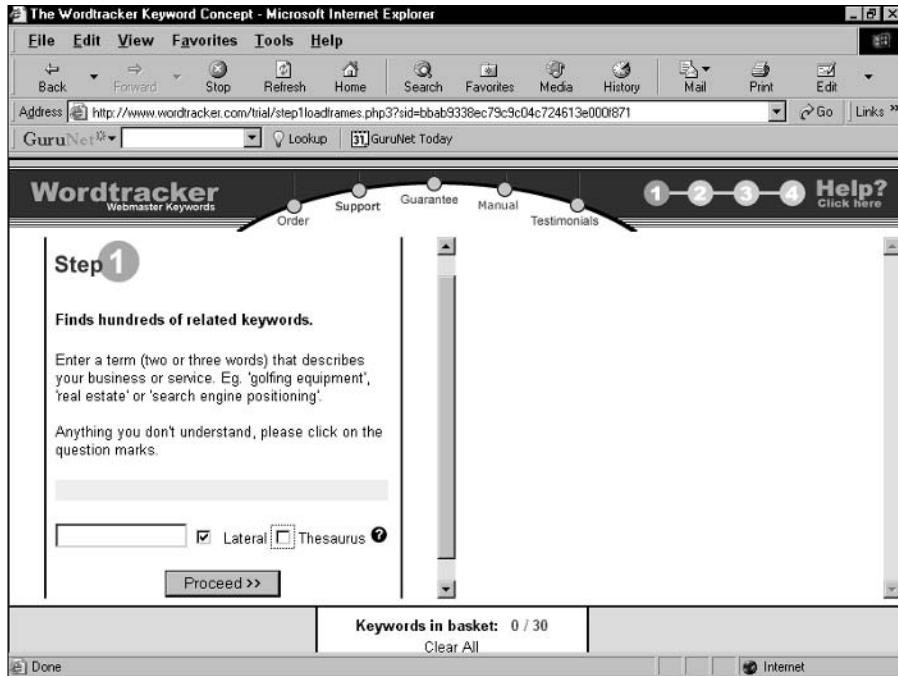 The Wordtracker Keyword Concept - Microsoft Internet Explorer
File Edit View Favorites Tools Help
Back Forward Stop Refresh Home Search Favorites Media History Mail Print Edit
Address http://www.wordtracker.com/trial/step1loadframes.php3?sid=bbab9338ec79c9c04c724613e000f871 Go Links »
GuruNet Lookup 31 GuruNet Today
Wordtracker
Webmaster Keywords
Order Support Guarantee Manual Testimonials
1 2 3 4 Help?
Click here
Step 1
Finds hundreds of related keywords.
Enter a term (two or three words) that describes
your business or service. Eg. 'golfing equipment',
'real estate' or 'search engine positioning'.
Anything you don't understand, please click on the
question marks.
Lateral Thesaurus ?
Proceed >>
Keywords in basket: 0 / 30
Clear All
Done Internet